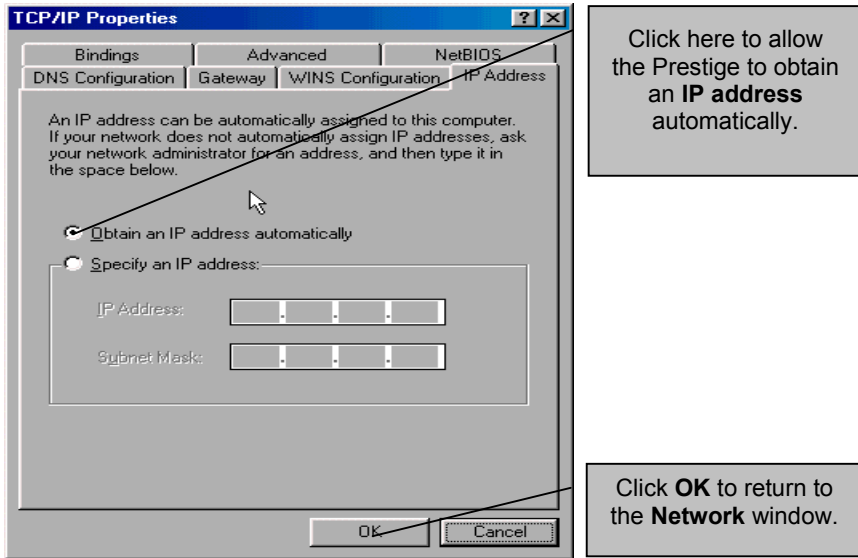 TCP/IP Properties
Bindings
Advanced
NetBIOS
DNS Configuration
Gateway
WINS Configuration
IP Address
An IP address can be automatically assigned to this computer.
If your network does not automatically assign IP addresses, ask
your network administrator for an address, and then type it in
the space below.
Obtain an IP address automatically
Specify an IP address:
IP Address:
Subnet Mask:
OK
Cancel
Click here to allow
the Prestige to obtain
an IP address
automatically.
Click OK to return to
the Network window.